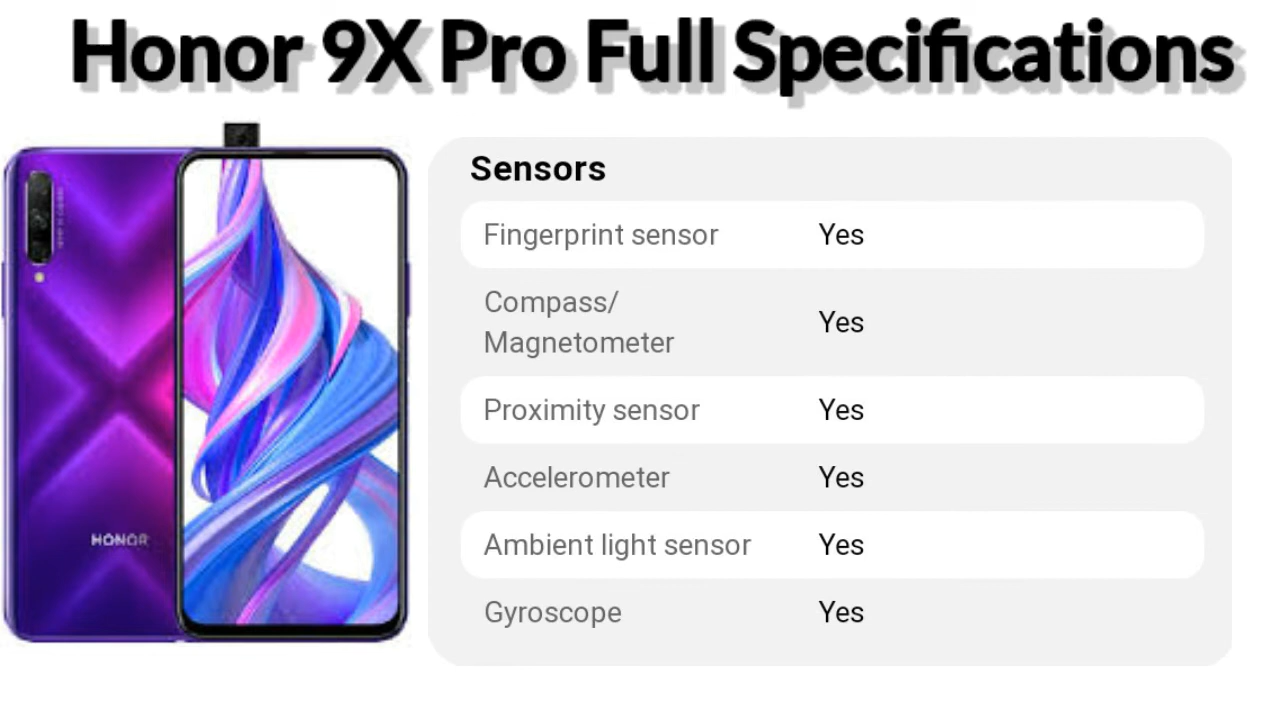 Honor 9X Pro Full Specifications
Sensors
Fingerprint sensor Yes
Compass/
Magnetometer Yes
Proximity sensor Yes
Accelerometer Yes
Ambient light sensor Yes
Gyroscope Yes
HONOR